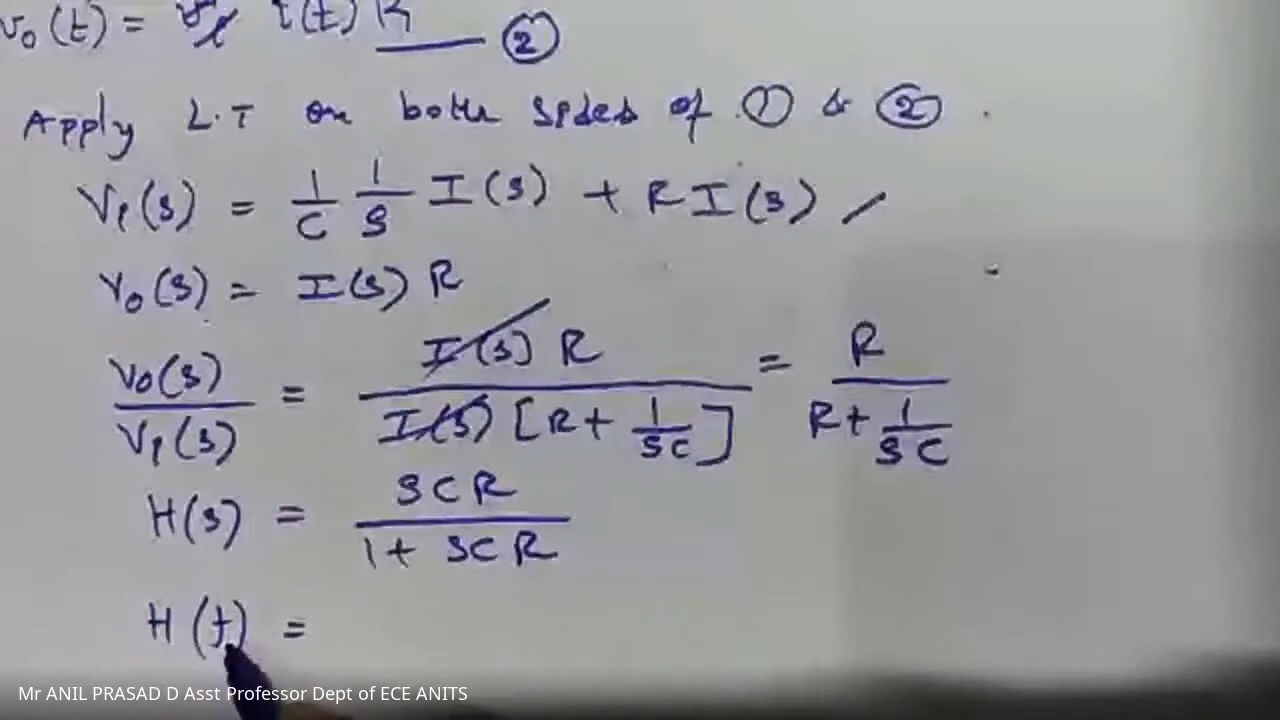 v₀(t) = i(t) R ② 
Apply L.T on both sides of ① & ② .
Vᵢ(s) = 1/C 1/S I(s) + R I(s)
V₀(s) = I(s) R
V₀(s)/Vᵢ(s) = I(s) R / I(s) [R + 1/SC] = R / R + 1/SC
H(s) = SCR / 1 + SCR
H(f) =
Mr ANIL PRASAD D Asst Professor Dept of ECE ANITS